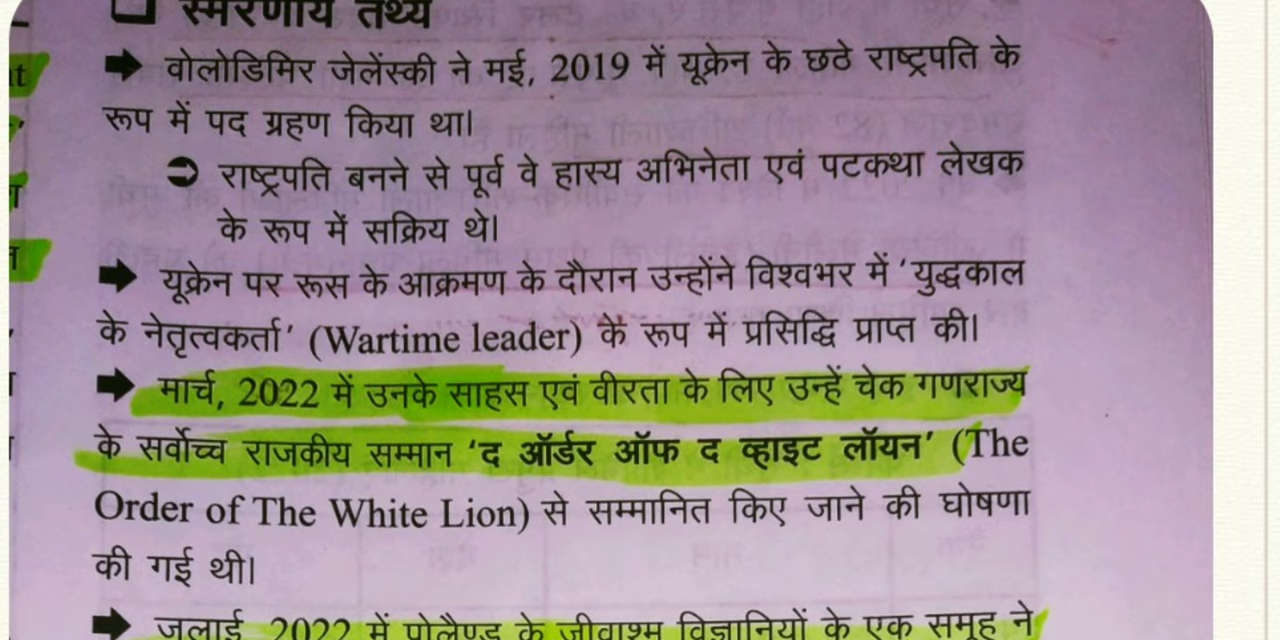 ❑ स्मरणीय तथ्य
➡ वोलोडिमिर जेलेंस्की ने मई, 2019 में यूक्रेन के छठे राष्ट्रपति के
रूप में पद ग्रहण किया था।
➲ राष्ट्रपति बनने से पूर्व वे हास्य अभिनेता एवं पटकथा लेखक
के रूप में सक्रिय थे।
➡ यूक्रेन पर रूस के आक्रमण के दौरान उन्होंने विश्वभर में 'युद्धकाल
के नेतृत्वकर्ता' (Wartime leader) के रूप में प्रसिद्धि प्राप्त की।
➡ मार्च, 2022 में उनके साहस एवं वीरता के लिए उन्हें चेक गणराज्य
के सर्वोच्च राजकीय सम्मान 'द ऑर्डर ऑफ द व्हाइट लॉयन' (The
Order of The White Lion) से सम्मानित किए जाने की घोषणा
की गई थी।
➡ जुलाई, 2022 में पोलैण्ड के जीवाश्म विज्ञानियों के एक समूह ने